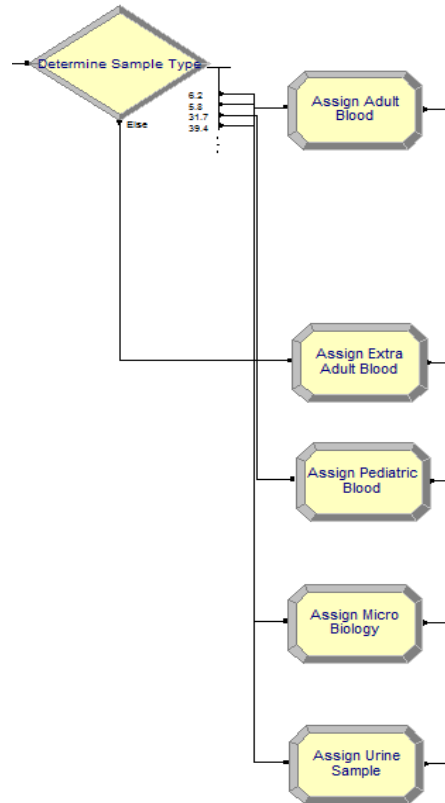 Determine Sample Type
6.2
5.8
31.7
39.4
Else
Assign Adult
Blood
Assign Extra
Adult Blood
Assign Pediatric
Blood
Assign Micro
Biology
Assign Urine
Sample